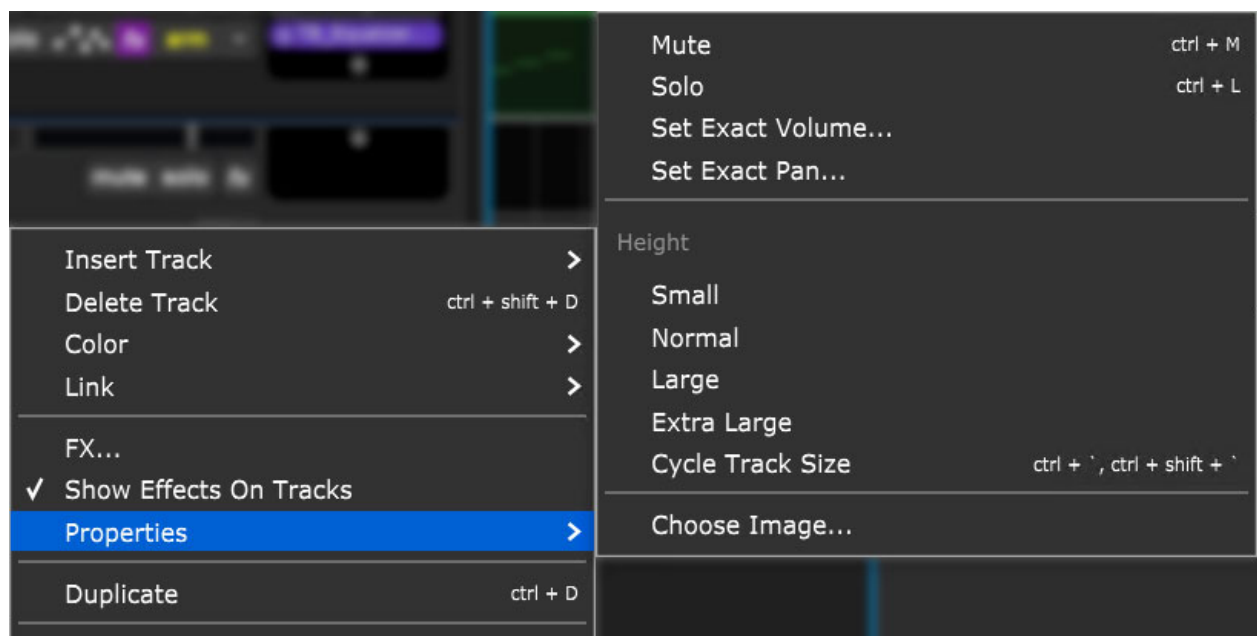 arm
mute solo fx
Insert Track
Delete Track ctrl + shift + D
Color
Link
FX...
Show Effects On Tracks
Properties
Duplicate ctrl + D
Mute ctrl + M
Solo ctrl + L
Set Exact Volume...
Set Exact Pan...
Height
Small
Normal
Large
Extra Large
Cycle Track Size ctrl + `, ctrl + shift + `
Choose Image...